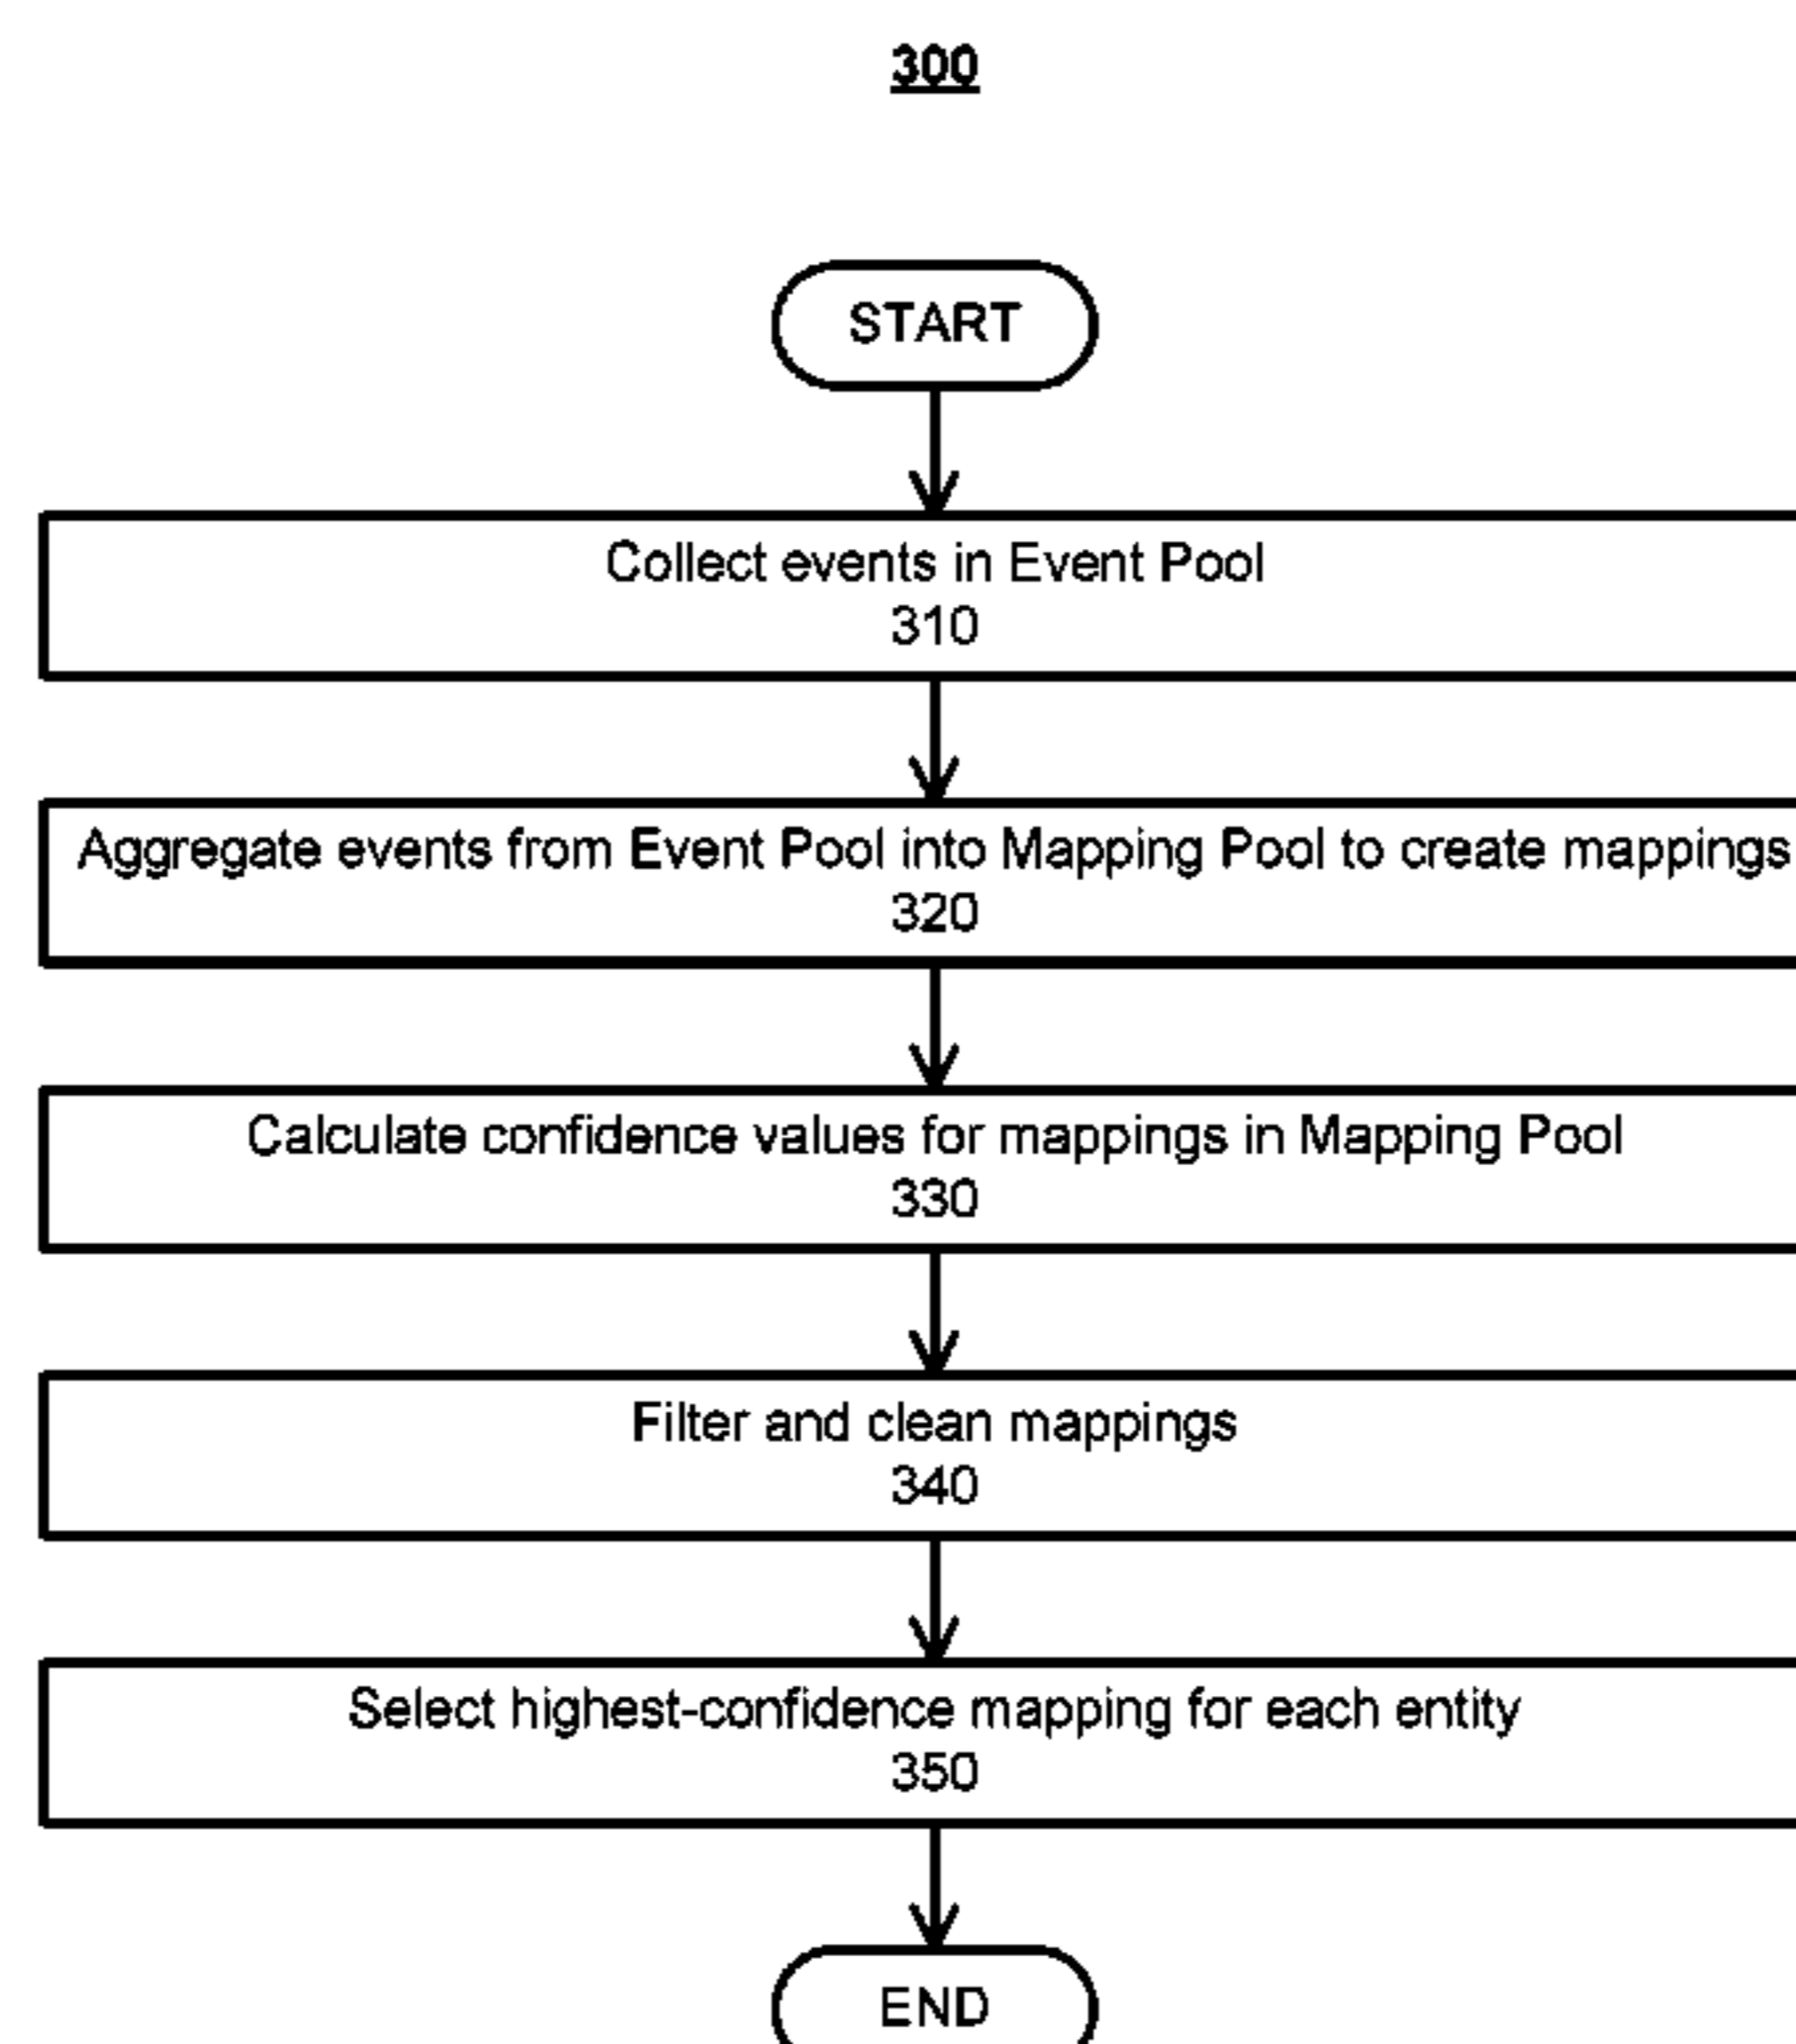 300
START
Collect events in Event Pool
310
Aggregate events from Event Pool into Mapping Pool to create mappings
320
Calculate confidence values for mappings in Mapping Pool
330
Filter and clean mappings
340
Select highest-confidence mapping for each entity
350
END